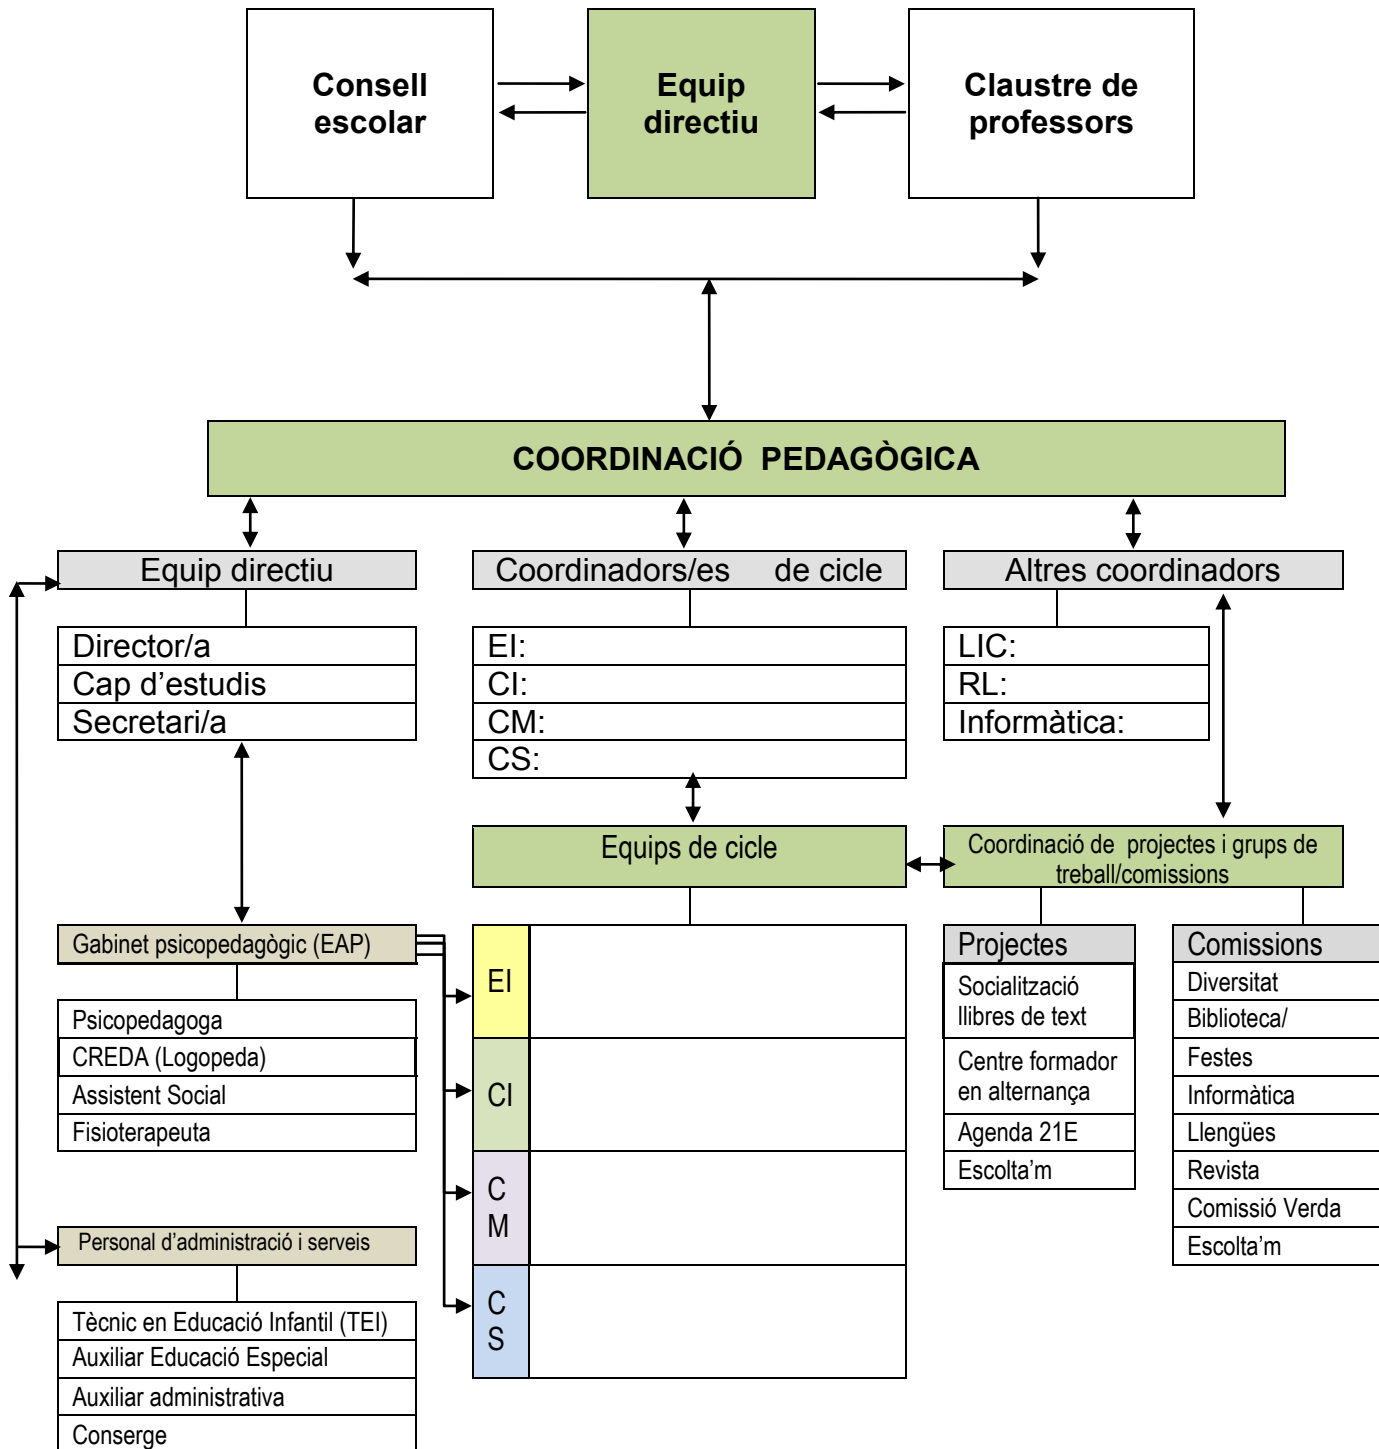 Consell
escolar
Equip
directiu
Claustre de
professors
COORDINACIÓ PEDAGÒGICA
Equip directiu
Director/a
Cap d’estudis
Secretari/a
Coordinadors/es de cicle
EI:
CI:
CM:
CS:
Altres coordinadors
LIC:
RL:
Informàtica:
Equips de cicle
Coordinació de projectes i grups de
treball/comissions
Gabinet psicopedagògic (EAP)
Psicopedagoga
CREDA (Logopeda)
Assistent Social
Fisioterapeuta
EI
CI
C
M
C
S
Projectes
Socialització
llibres de text
Centre formador
en alternança
Agenda 21E
Escolta’m
Comissions
Diversitat
Biblioteca/
Festes
Informàtica
Llengües
Revista
Comissió Verda
Escolta’m
Personal d’administració i serveis
Tècnic en Educació Infantil (TEI)
Auxiliar Educació Especial
Auxiliar administrativa
Conserge